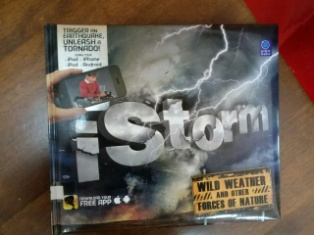 TRIGGER AN
EARTHQUAKE,
UNLEASH A
TORNADO!
iPad iPhone
iPod Android
iStorm
WILD WEATHER
AND OTHER
FORCES OF NATURE
DOWNLOAD YOUR
FREE APP